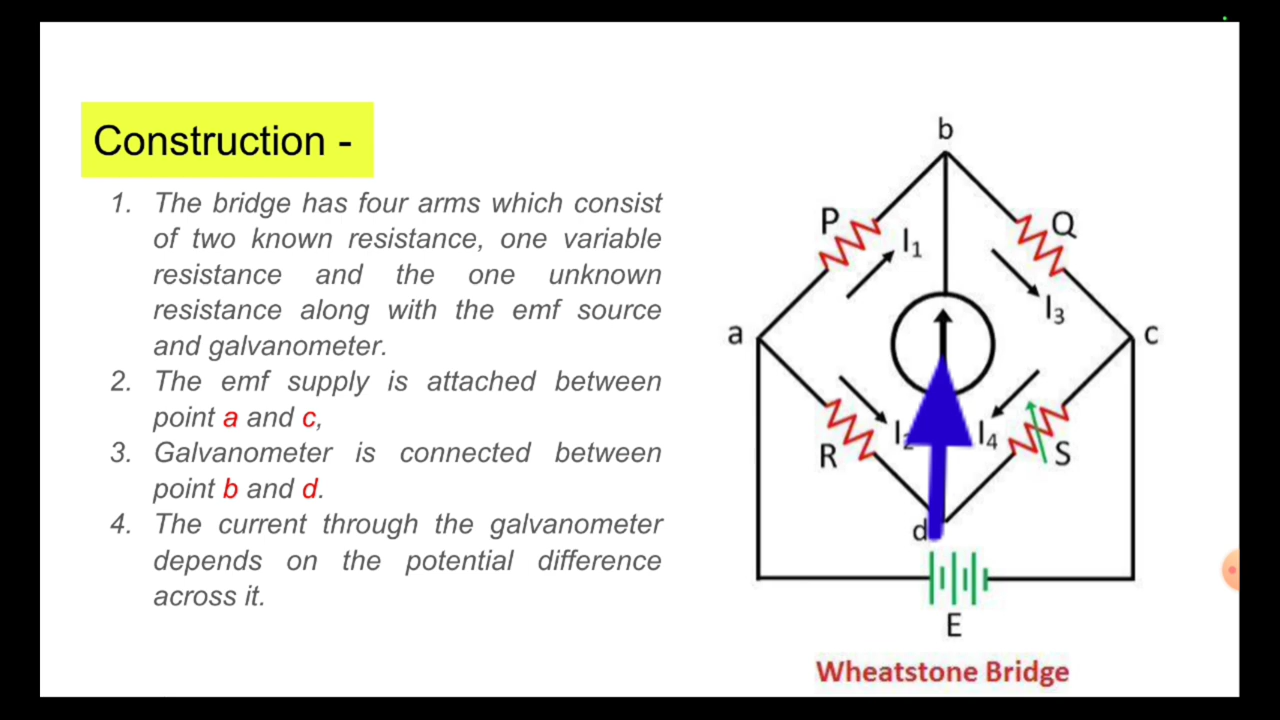 Construction -
1. The bridge has four arms which consist
of two known resistance, one variable
resistance and the one unknown
resistance along with the emf source
and galvanometer.
2. The emf supply is attached between
point a and c,
3. Galvanometer is connected between
point b and d.
4. The current through the galvanometer
depends on the potential difference
across it.
b
P
Q
I₁
I₃
a
c
I₂
I₄
R
S
d
E
Wheatstone Bridge